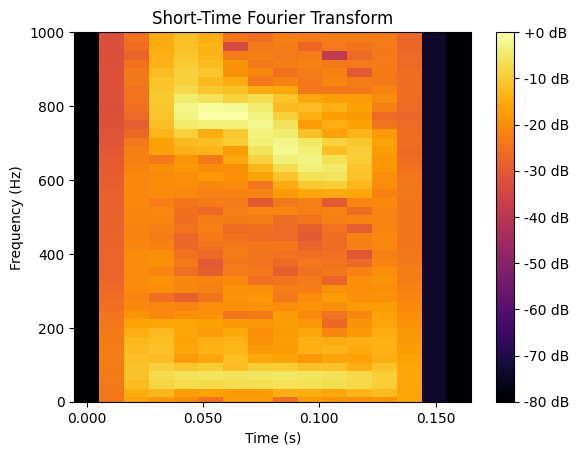 Short-Time Fourier Transform
1000
800
600
400
200
0
Frequency (Hz)
0.000
0.050
0.100
0.150
Time (s)
+0 dB
-10 dB
-20 dB
-30 dB
-40 dB
-50 dB
-60 dB
-70 dB
-80 dB